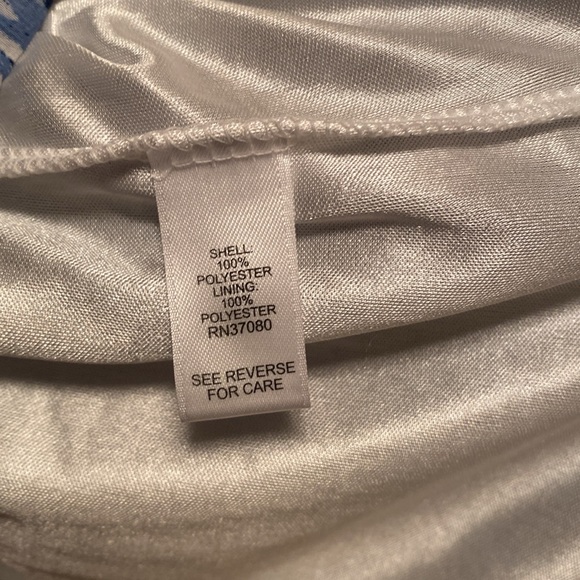 SHELL:
100%
POLYESTER
LINING:
100%
POLYESTER
RN37080
SEE REVERSE
FOR CARE